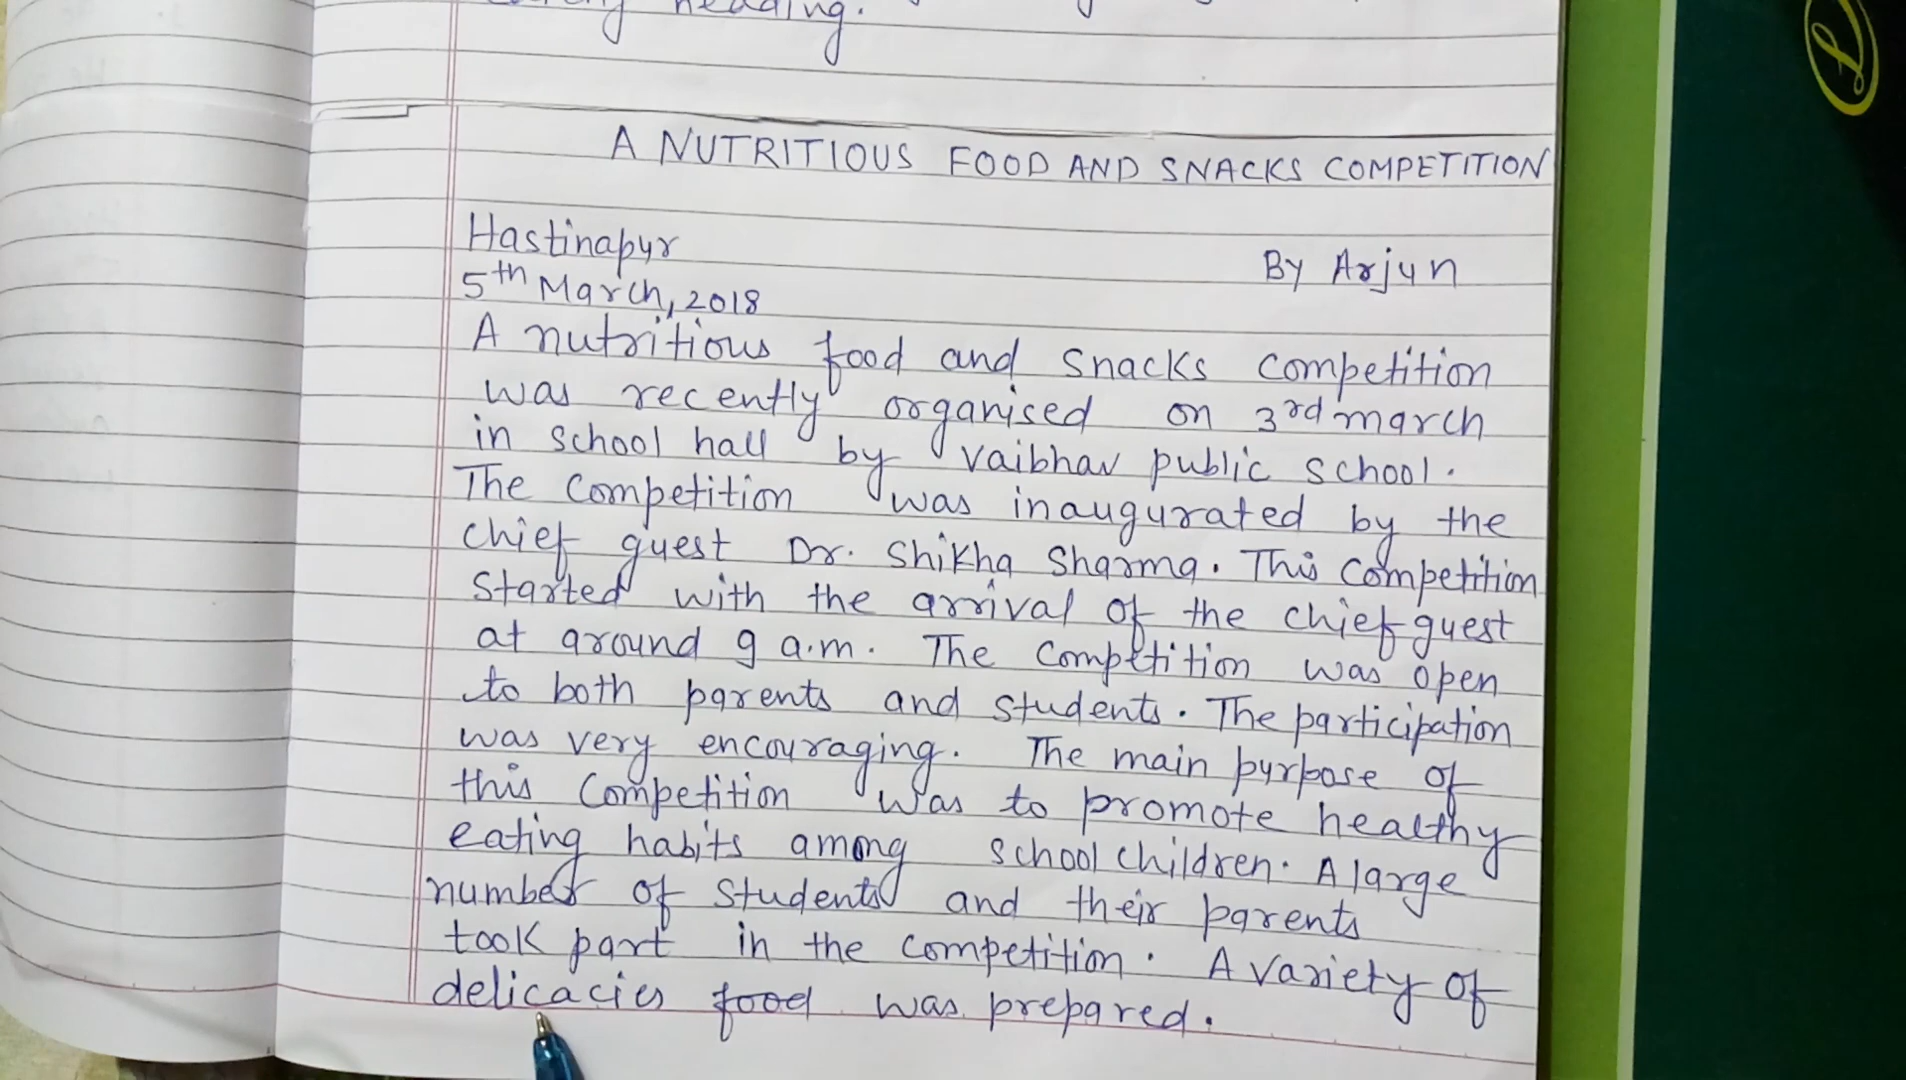 heading.
A NUTRITIOUS FOOD AND SNACKS COMPETITION
Hastinapur
By Arjun
5th March, 2018
A nutritious food and snacks competition
was recently organised on 3rd march
in school hall by vaibhav public school.
The competition was inaugurated by the
chief guest Dr. Shikha Sharma. This competition
started with the arrival of the chief guest
at around 9 a.m. The competition was open
to both parents and students. The participation
was very encouraging. The main purpose of
this competition was to promote healthy
eating habits among school children. A large
number of students and their parents
took part in the competition. A variety of
delicacies food was prepared.